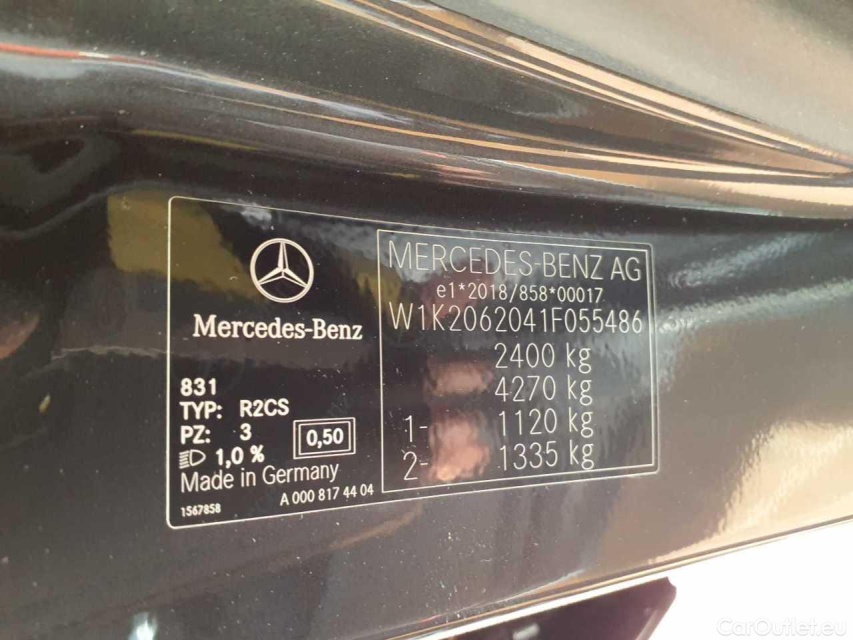 Mercedes-Benz
831
TYP: R2CS
PZ: 3
0,50
1,0 %
Made in Germany
1567858
A 000 817 44 04
MERCEDES-BENZ AG
e1*2018/858*00017
W1K2062041F055486
2400 kg
4270 kg
1- 1120 kg
2- 1335 kg
CarOutlet.eu